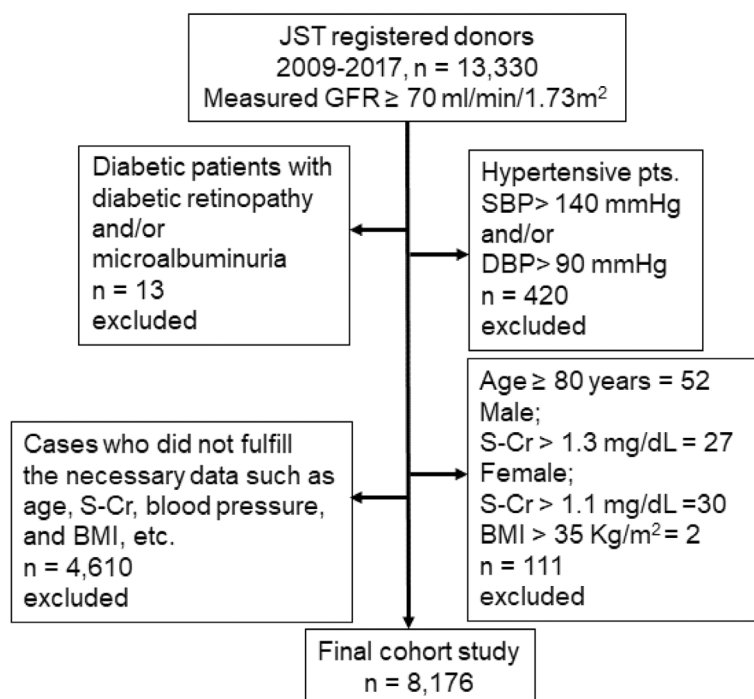 JST registered donors
2009-2017, n = 13,330
Measured GFR ≥ 70 ml/min/1.73m²
Diabetic patients with
diabetic retinopathy
and/or
microalbuminuria
n = 13
excluded
Hypertensive pts.
SBP> 140 mmHg
and/or
DBP> 90 mmHg
n = 420
excluded
Cases who did not fulfill
the necessary data such as
age, S-Cr, blood pressure,
and BMI, etc.
n = 4,610
excluded
Age ≥ 80 years = 52
Male;
S-Cr > 1.3 mg/dL = 27
Female;
S-Cr > 1.1 mg/dL =30
BMI > 35 Kg/m² = 2
n = 111
excluded
Final cohort study
n = 8,176